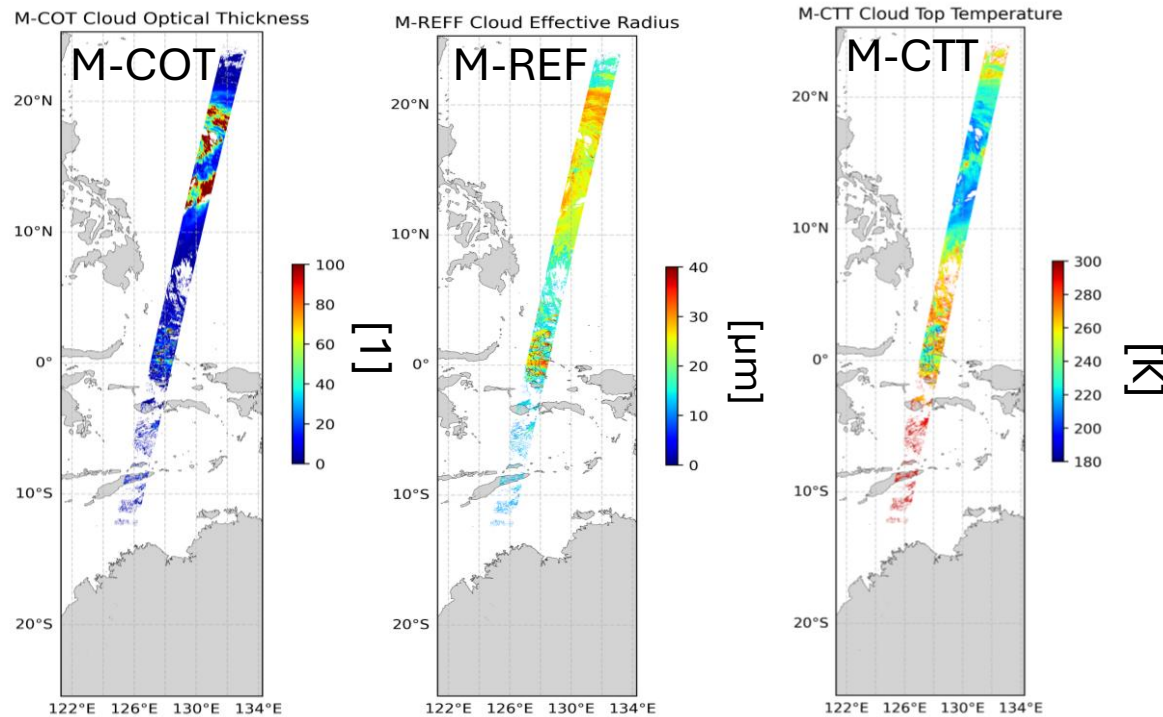 M-COT Cloud Optical Thickness
M-COT
20°N
10°N
0°
10°S
20°S
122°E 126°E 130°E 134°E
100
80
60
40
20
0
[1]
M-REFF Cloud Effective Radius
M-REF
20°N
10°N
0°
10°S
20°S
122°E 126°E 130°E 134°E
40
30
20
10
0
[μm]
M-CTT Cloud Top Temperature
M-CTT
20°N
10°N
0°
10°S
20°S
122°E 126°E 130°E 134°E
300
280
260
240
220
200
180
[K]